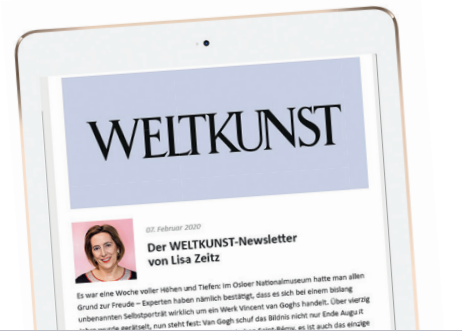 WELTKUNST
07. Februar 2020
Der WELTKUNST-Newsletter
von Lisa Zeitz
Es war eine Woche voller Höhen und Tiefen: Im Osloer Nationalmuseum hatte man allen
Grund zur Freude – Experten haben nämlich bestätigt, dass es sich bei einem bislang
unbenannten Selbstporträt wirklich um ein Werk Vincent van Goghs handelt. Über vierzig
gerätselt, nun steht fest: Van Gogh schuf das Bildnis nicht nur Ende August
es ist auch das einzige